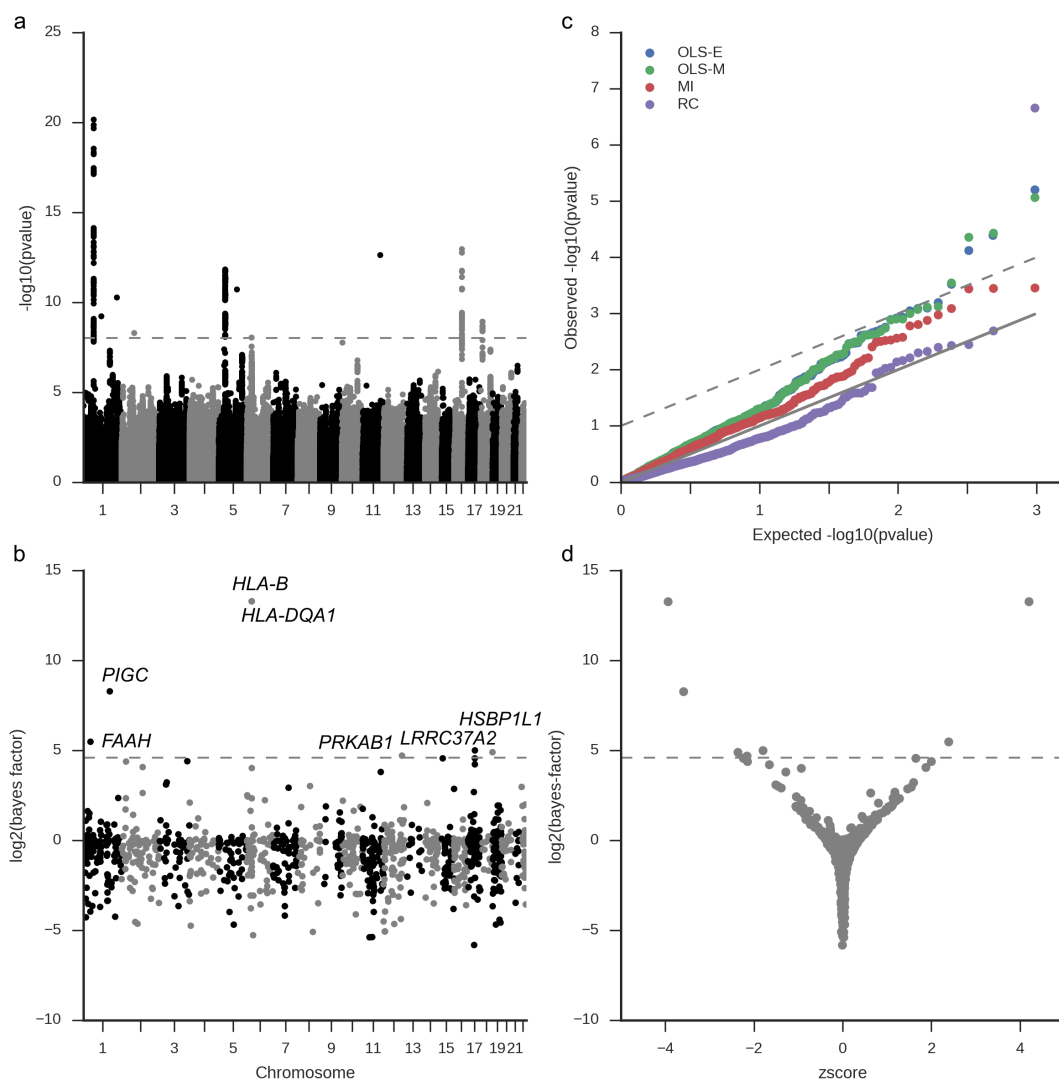 a
25
20
15
10
5
0
-log10(pvalue)
1 3 5 7 9 11 13 15 17 19 21
c
8
7
6
5
4
3
2
1
0
Observed -log10(pvalue)
OLS-E
OLS-M
MI
RC
0 1 2 3
Expected -log10(pvalue)
b
15
10
5
0
−5
−10
log2(bayes factor)
HLA-B
HLA-DQA1
PIGC
FAAH
PRKAB1
LRRC37A2
HSBP1L1
1 3 5 7 9 11 13 15 17 19 21
Chromosome
d
15
10
5
0
−5
−10
log2(bayes-factor)
−4 −2 0 2 4
zscore